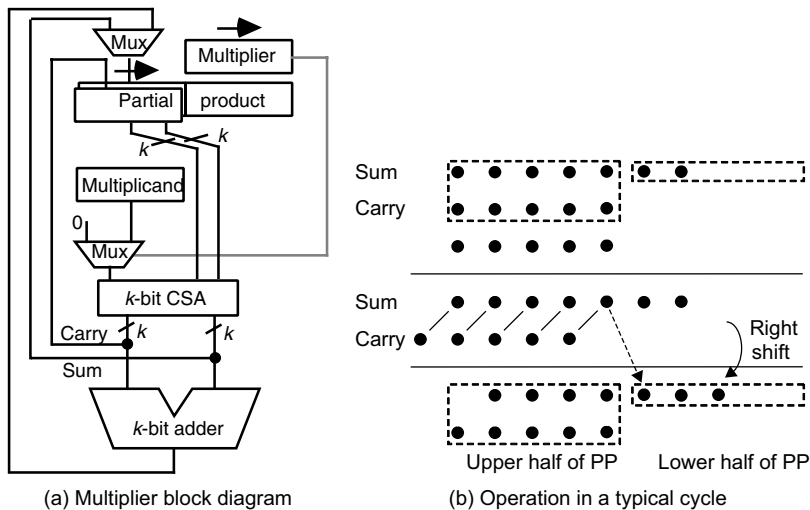 Mux
Multiplier
Partial
product
k
k
Multiplicand
0
Mux
k-bit CSA
Carry
k
k
Sum
k-bit adder
(a) Multiplier block diagram
Sum
Carry
Sum
Carry
Right
shift
Upper half of PP
Lower half of PP
(b) Operation in a typical cycle